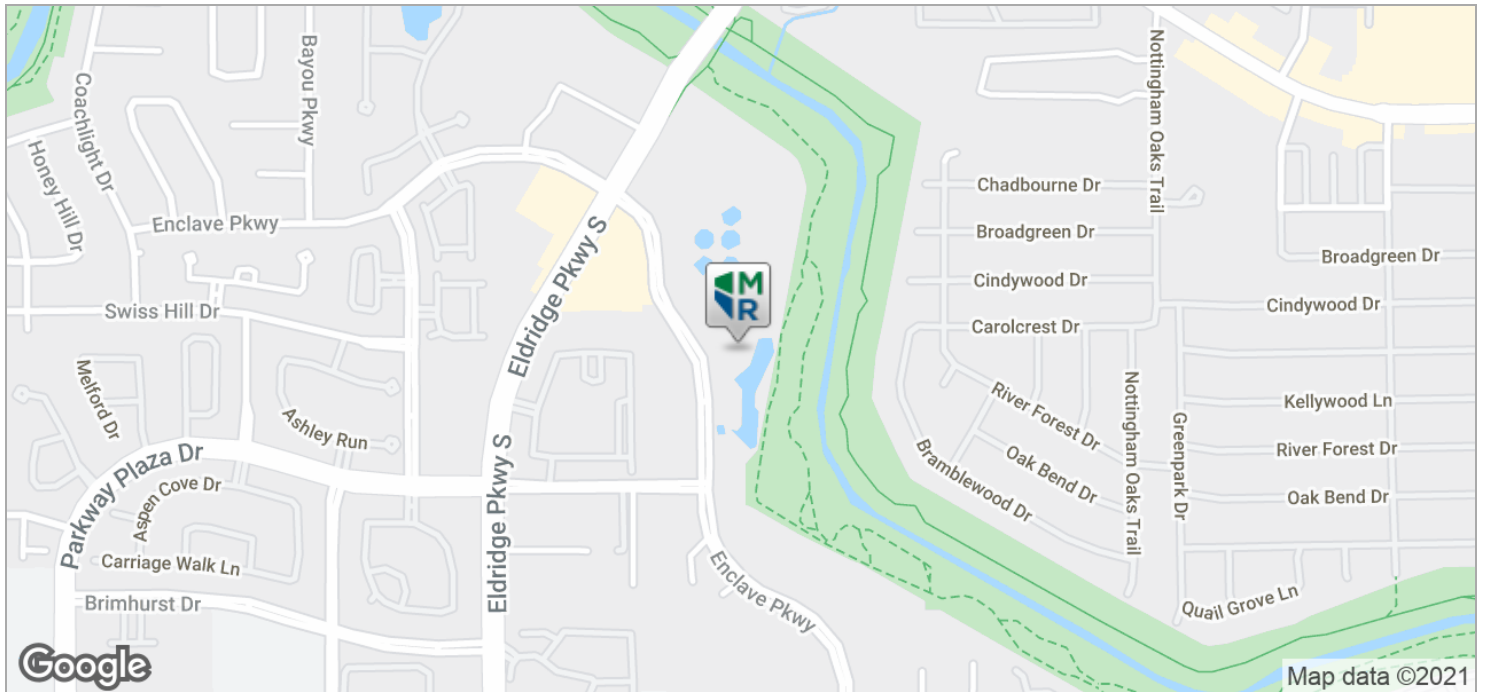 Bayou Pkwy
Coachlight Dr
Honey Hill Dr
Enclave Pkwy
Swiss Hill Dr
Melford Dr
Ashley Run
Parkway Plaza Dr
Aspen Cove Dr
Carriage Walk Ln
Brimhurst Dr
Eldridge Pkwy S
Eldridge Pkwy S
M
R
Enclave Pkwy
Nottingham Oaks Trail
Chadbourne Dr
Broadgreen Dr
Cindywood Dr
Carolcrest Dr
Broadgreen Dr
Cindywood Dr
River Forest Dr
Oak Bend Dr
Bramblewood Dr
Nottingham Oaks Trail
Greenpark Dr
Kellywood Ln
River Forest Dr
Oak Bend Dr
Quail Grove Ln
Google
Map data ©2021